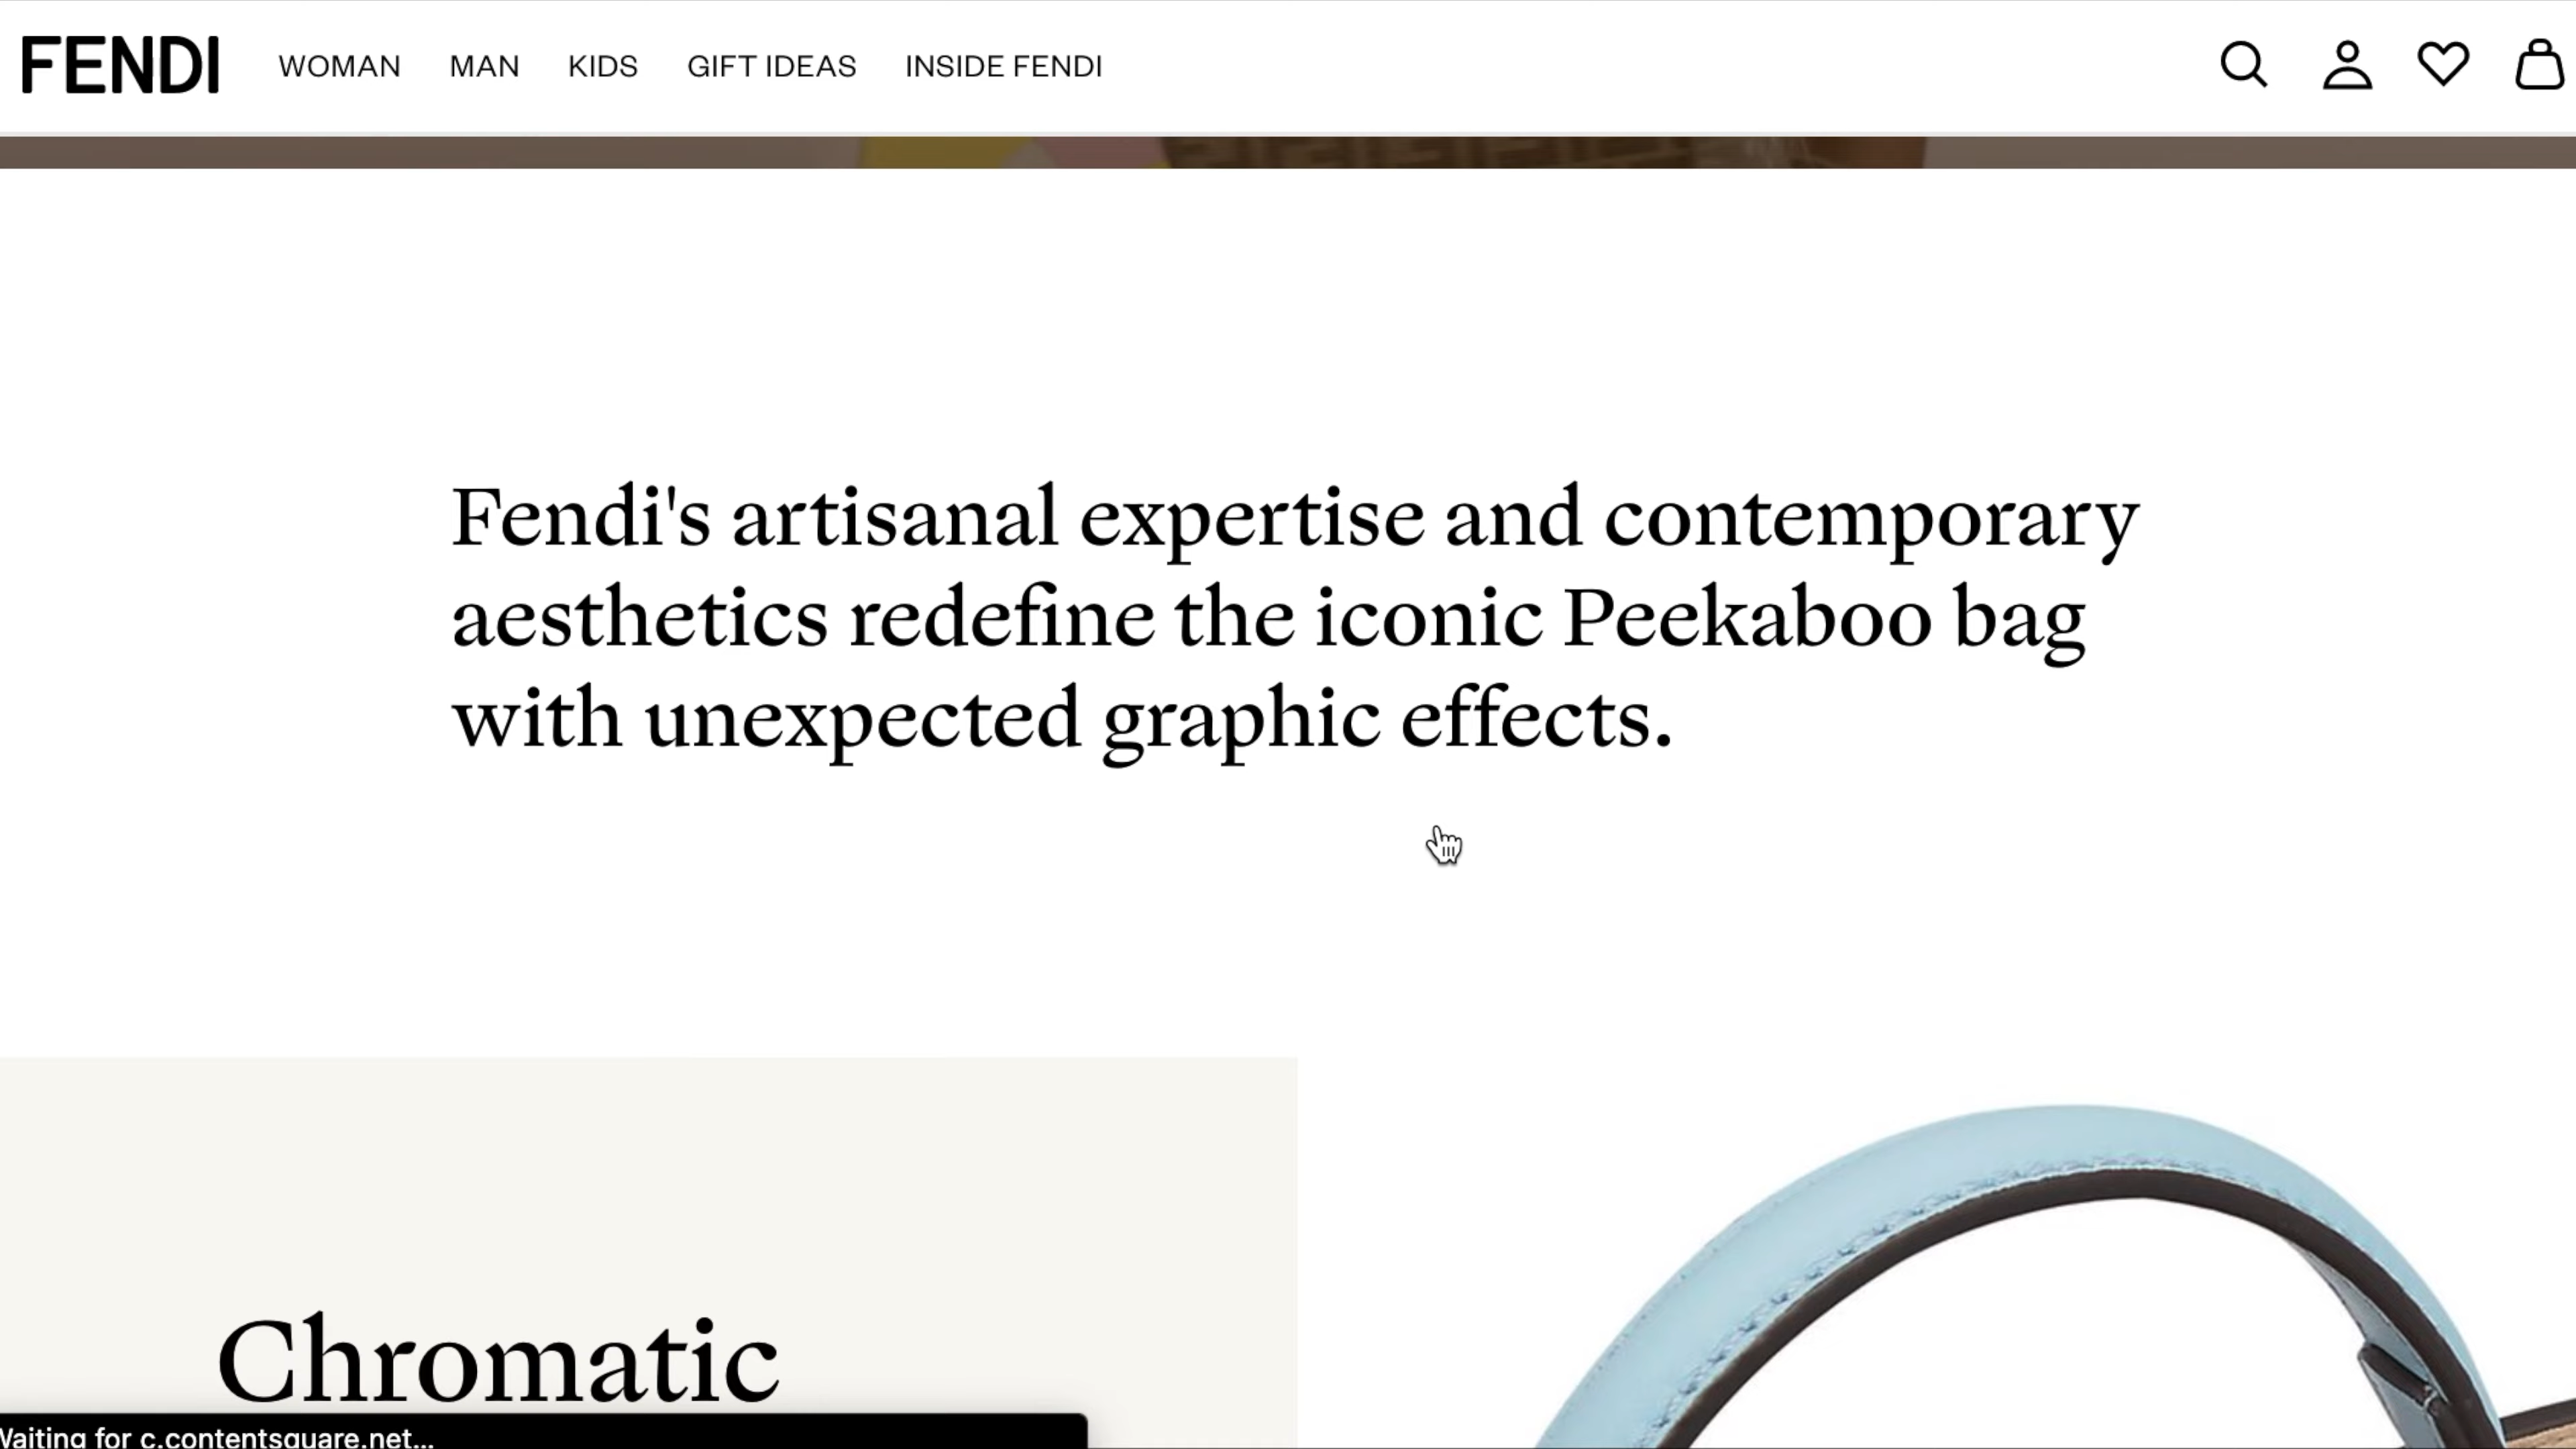 FENDI WOMAN MAN KIDS GIFT IDEAS INSIDE FENDI
Fendi's artisanal expertise and contemporary
aesthetics redefine the iconic Peekaboo bag
with unexpected graphic effects.
Chromatic
Waiting for c.contentsquare.net...